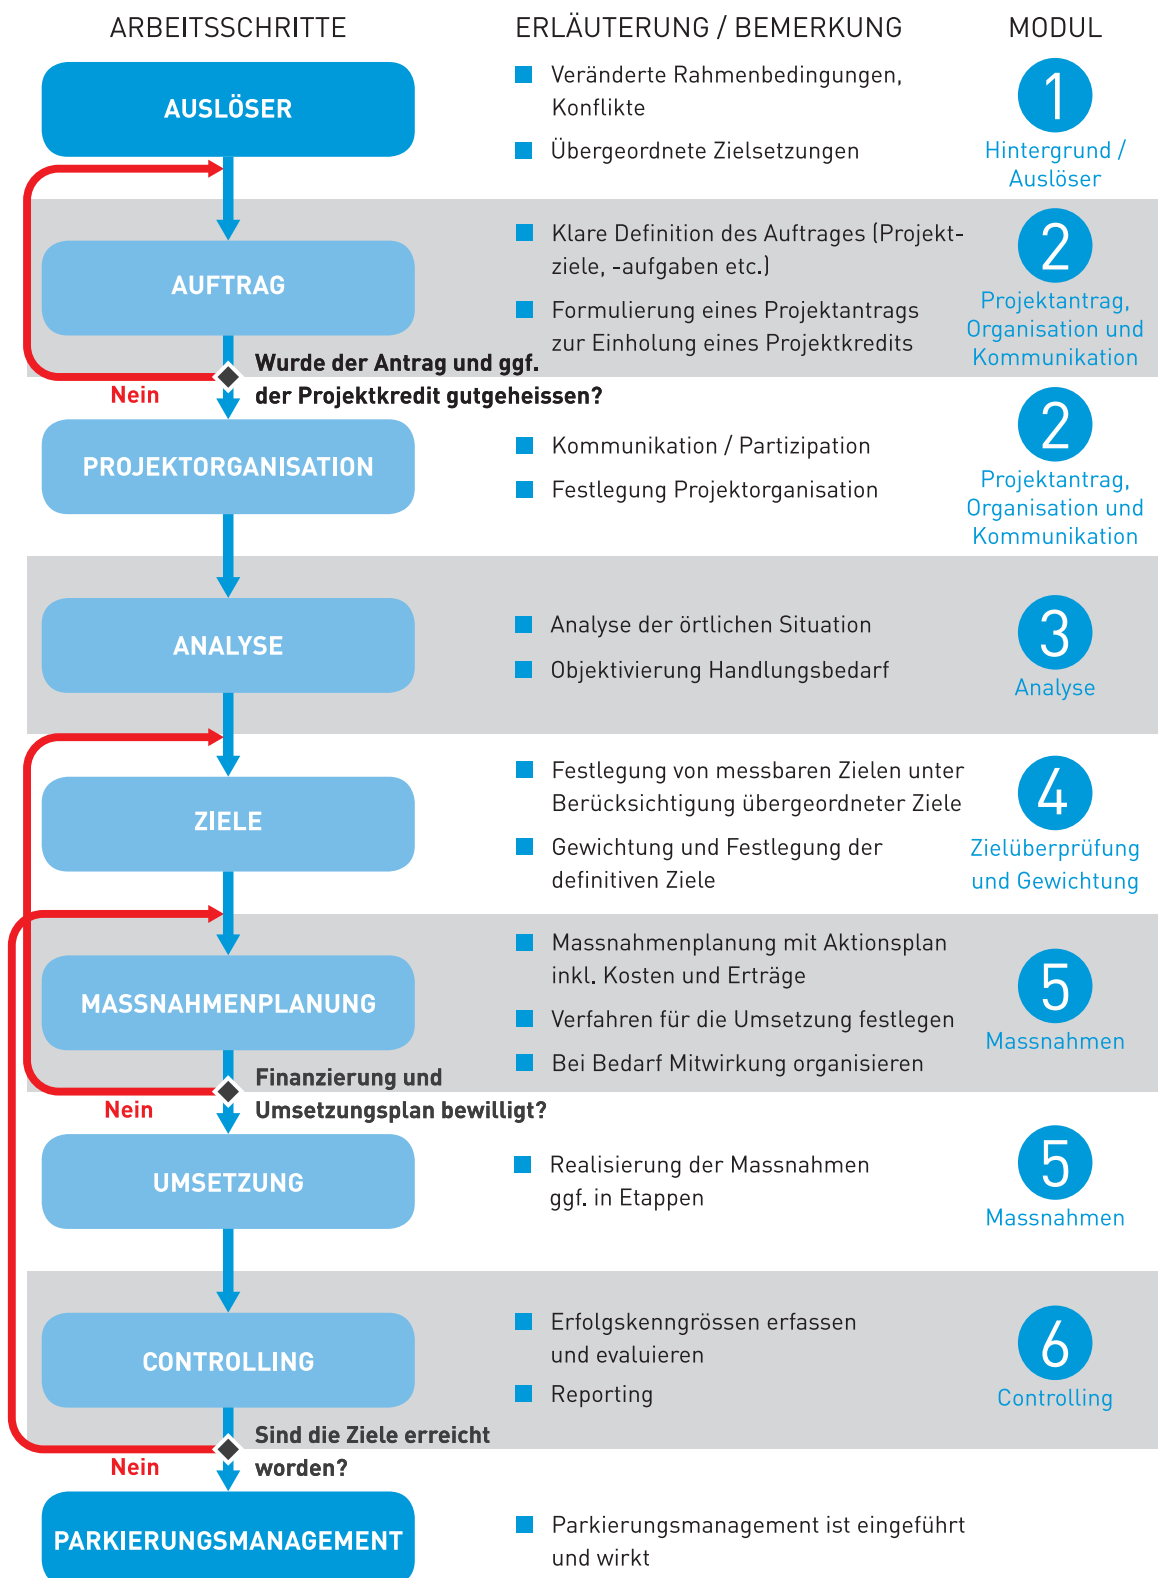 ARBEITSSCHRITTE
ERLÄUTERUNG / BEMERKUNG
MODUL
AUSLÖSER
Veränderte Rahmenbedingungen,
Konflikte
Übergeordnete Zielsetzungen
1
Hintergrund /
Auslöser
AUFTRAG
Klare Definition des Auftrages (Projekt-
ziele, -aufgaben etc.)
Formulierung eines Projektantrags
zur Einholung eines Projektkredits
2
Projektantrag,
Organisation und
Kommunikation
Nein
Wurde der Antrag und ggf.
der Projektkredit gutgeheissen?
PROJEKTORGANISATION
Kommunikation / Partizipation
Festlegung Projektorganisation
2
Projektantrag,
Organisation und
Kommunikation
ANALYSE
Analyse der örtlichen Situation
Objektivierung Handlungsbedarf
3
Analyse
ZIELE
Festlegung von messbaren Zielen unter
Berücksichtigung übergeordneter Ziele
Gewichtung und Festlegung der
definitiven Ziele
4
Zielüberprüfung
und Gewichtung
MASSNAHMENPLANUNG
Massnahmenplanung mit Aktionsplan
inkl. Kosten und Erträge
Verfahren für die Umsetzung festlegen
Bei Bedarf Mitwirkung organisieren
5
Massnahmen
Nein
Finanzierung und
Umsetzungsplan bewilligt?
UMSETZUNG
Realisierung der Massnahmen
ggf. in Etappen
5
Massnahmen
CONTROLLING
Erfolgskenngrössen erfassen
und evaluieren
Reporting
6
Controlling
Nein
Sind die Ziele erreicht
worden?
PARKIERUNGSMANAGEMENT
Parkierungsmanagement ist eingeführt
und wirkt